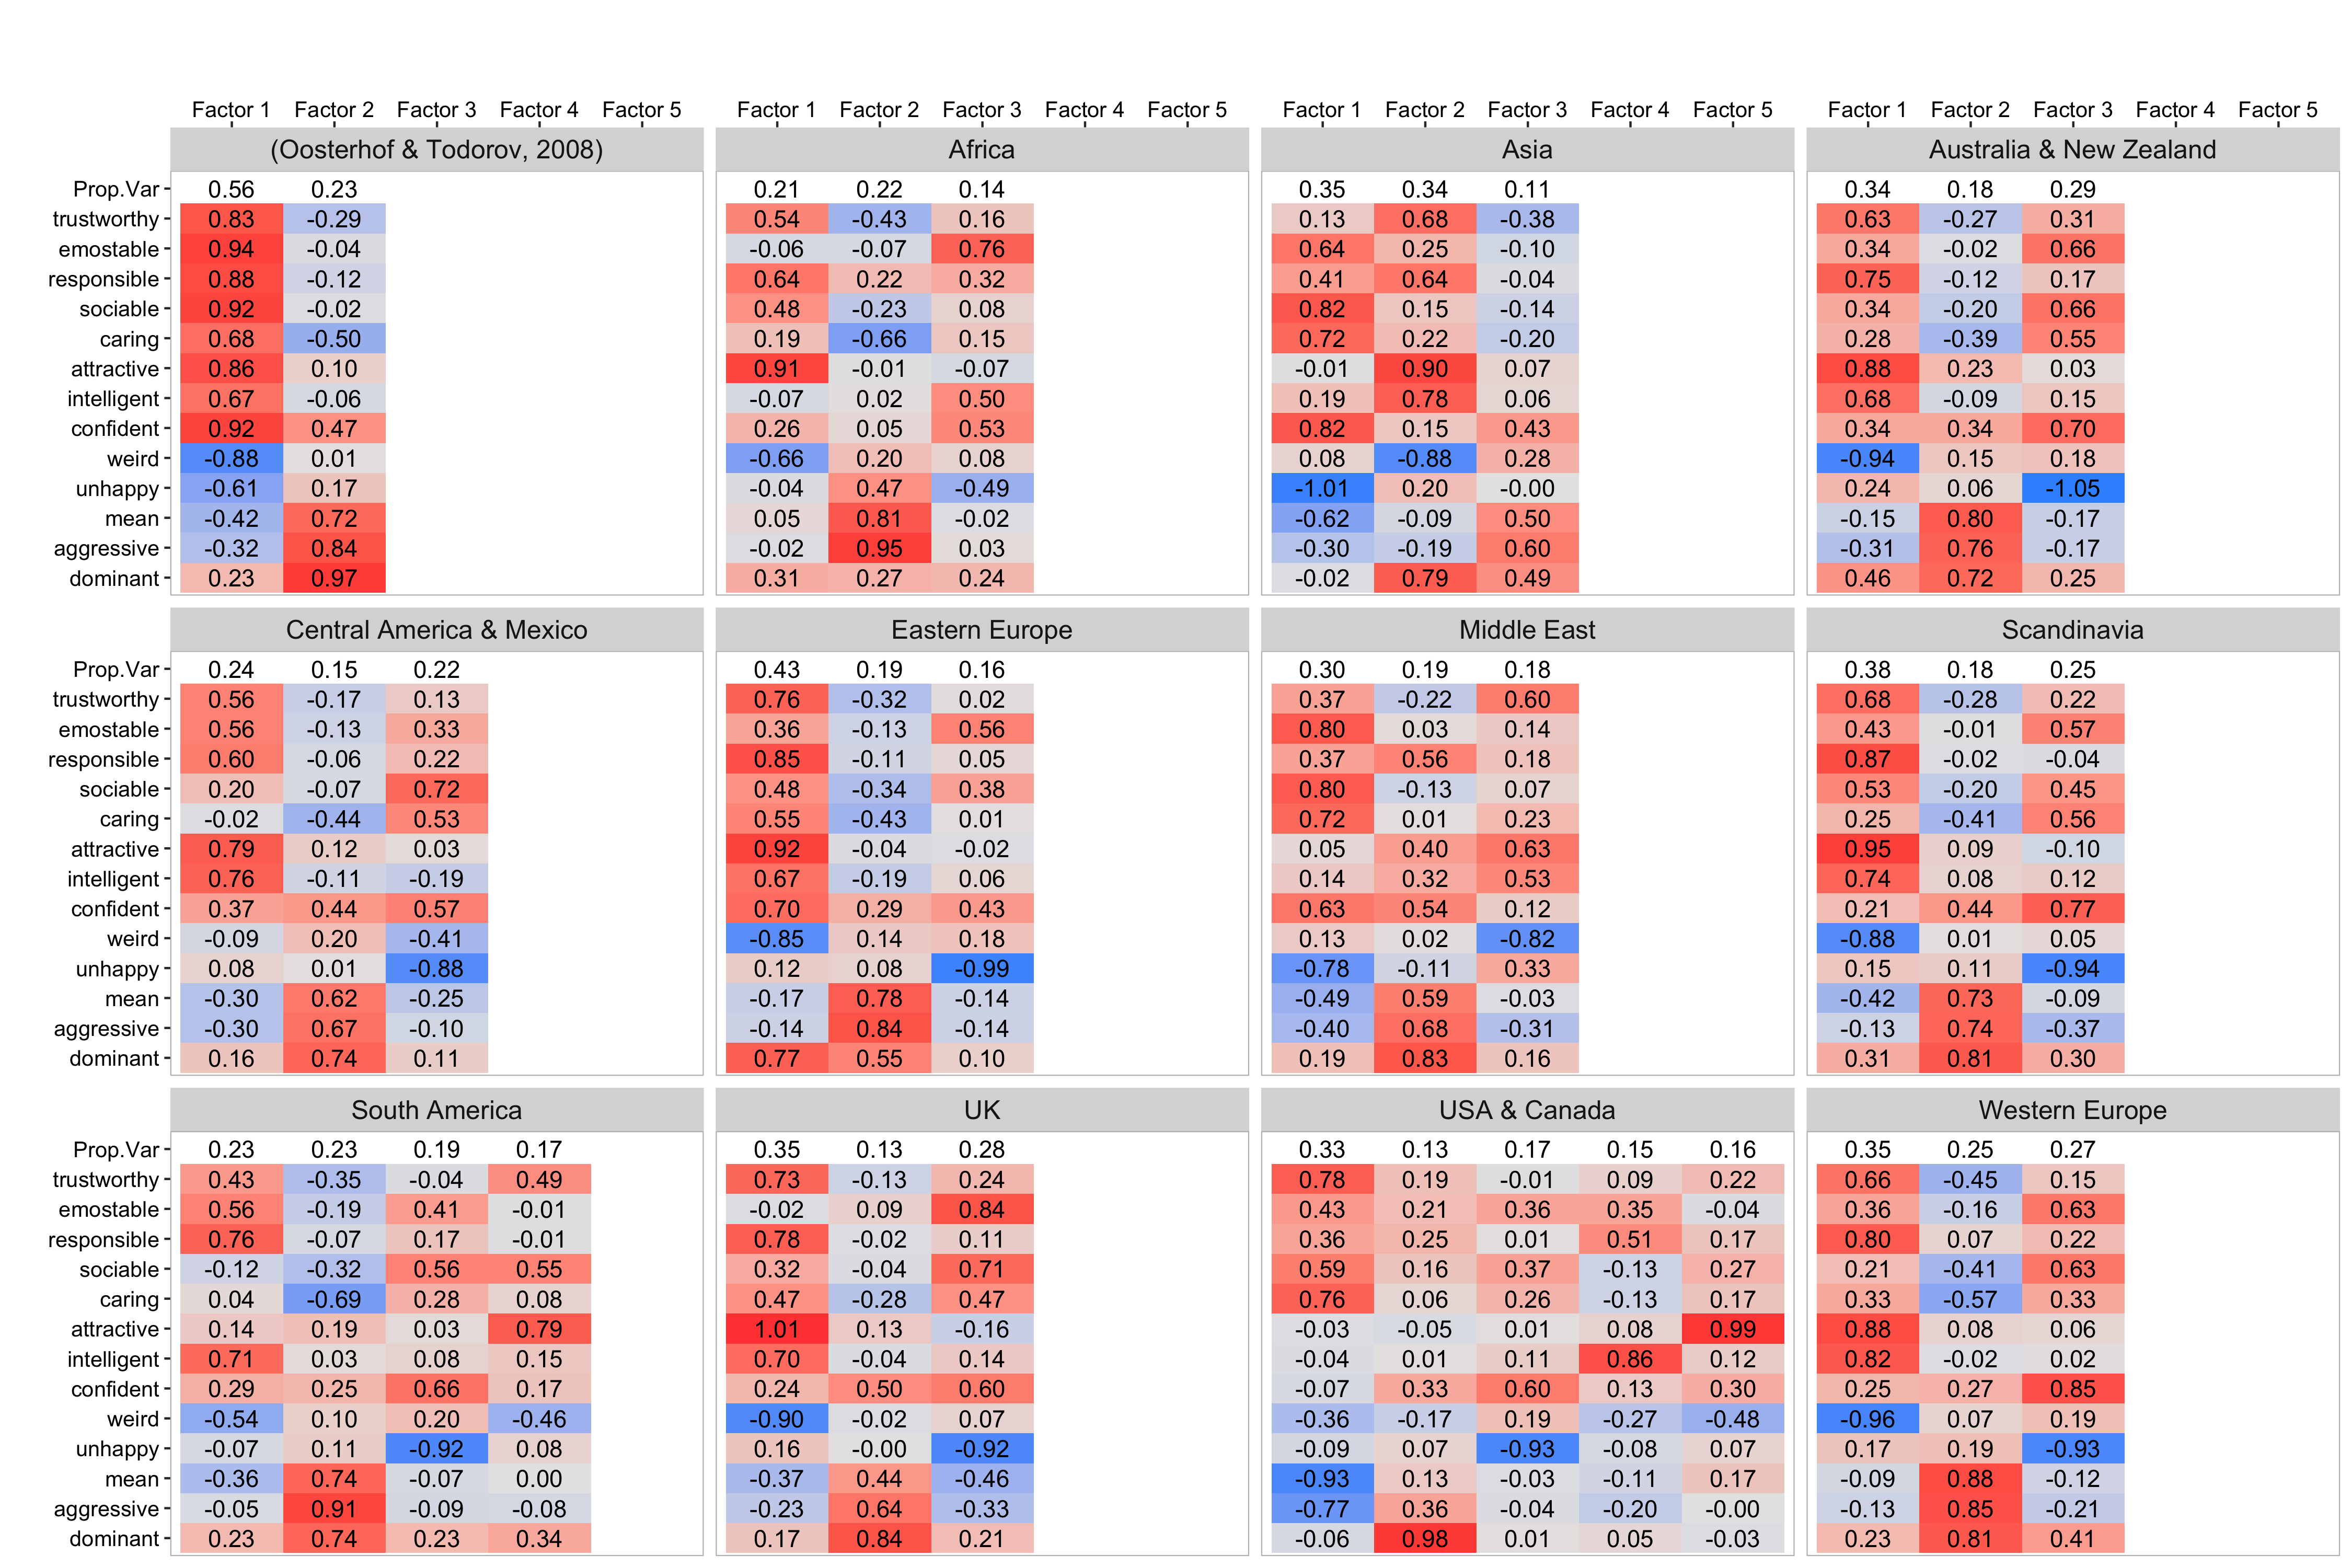 Factor 1 Factor 2 Factor 3 Factor 4 Factor 5 Factor 1 Factor 2 Factor 3 Factor 4 Factor 5 Factor 1 Factor 2 Factor 3 Factor 4 Factor 5 Factor 1 Factor 2 Factor 3 Factor 4 Factor 5
(Oosterhof & Todorov, 2008) Africa Asia Australia & New Zealand
Prop.Var 0.56 0.23 0.21 0.22 0.14 0.35 0.34 0.11 0.34 0.18 0.29
trustworthy 0.83 -0.29 0.54 -0.43 0.16 0.13 0.68 -0.38 0.63 -0.27 0.31
emostable 0.94 -0.04 -0.06 -0.07 0.76 0.64 0.25 -0.10 0.34 -0.02 0.66
responsible 0.88 -0.12 0.64 0.22 0.32 0.41 0.64 -0.04 0.75 -0.12 0.17
sociable 0.92 -0.02 0.48 -0.23 0.08 0.82 0.15 -0.14 0.34 -0.20 0.66
caring 0.68 -0.50 0.19 -0.66 0.15 0.72 0.22 -0.20 0.28 -0.39 0.55
attractive 0.86 0.10 0.91 -0.01 -0.07 -0.01 0.90 0.07 0.88 0.23 0.03
intelligent 0.67 -0.06 -0.07 0.02 0.50 0.19 0.78 0.06 0.68 -0.09 0.15
confident 0.92 0.47 0.26 0.05 0.53 0.82 0.15 0.43 0.34 0.34 0.70
weird -0.88 0.01 -0.66 0.20 0.08 0.08 -0.88 0.28 -0.94 0.15 0.18
unhappy -0.61 0.17 -0.04 0.47 -0.49 -1.01 0.20 -0.00 0.24 0.06 -1.05
mean -0.42 0.72 0.05 0.81 -0.02 -0.62 -0.09 0.50 -0.15 0.80 -0.17
aggressive -0.32 0.84 -0.02 0.95 0.03 -0.30 -0.19 0.60 -0.31 0.76 -0.17
dominant 0.23 0.97 0.31 0.27 0.24 -0.02 0.79 0.49 0.46 0.72 0.25
Central America & Mexico Eastern Europe Middle East Scandinavia
Prop.Var 0.24 0.15 0.22 0.43 0.19 0.16 0.30 0.19 0.18 0.38 0.18 0.25
trustworthy 0.56 -0.17 0.13 0.76 -0.32 0.02 0.37 -0.22 0.60 0.68 -0.28 0.22
emostable 0.56 -0.13 0.33 0.36 -0.13 0.56 0.80 0.03 0.14 0.43 -0.01 0.57
responsible 0.60 -0.06 0.22 0.85 -0.11 0.05 0.37 0.56 0.18 0.87 -0.02 -0.04
sociable 0.20 -0.07 0.72 0.48 -0.34 0.38 0.80 -0.13 0.07 0.53 -0.20 0.45
caring -0.02 -0.44 0.53 0.55 -0.43 0.01 0.72 0.01 0.23 0.25 -0.41 0.56
attractive 0.79 0.12 0.03 0.92 -0.04 -0.02 0.05 0.40 0.63 0.95 0.09 -0.10
intelligent 0.76 -0.11 -0.19 0.67 -0.19 0.06 0.14 0.32 0.53 0.74 0.08 0.12
confident 0.37 0.44 0.57 0.70 0.29 0.43 0.63 0.54 0.12 0.21 0.44 0.77
weird -0.09 0.20 -0.41 -0.85 0.14 0.18 0.13 0.02 -0.82 -0.88 0.01 0.05
unhappy 0.08 0.01 -0.88 0.12 0.08 -0.99 -0.78 -0.11 0.33 0.15 0.11 -0.94
mean -0.30 0.62 -0.25 -0.17 0.78 -0.14 -0.49 0.59 -0.03 -0.42 0.73 -0.09
aggressive -0.30 0.67 -0.10 -0.14 0.84 -0.14 -0.40 0.68 -0.31 -0.13 0.74 -0.37
dominant 0.16 0.74 0.11 0.77 0.55 0.10 0.19 0.83 0.16 0.31 0.81 0.30
South America UK USA & Canada Western Europe
Prop.Var 0.23 0.23 0.19 0.17 0.35 0.13 0.28 0.33 0.13 0.17 0.15 0.16 0.35 0.25 0.27
trustworthy 0.43 -0.35 -0.04 0.49 0.73 -0.13 0.24 0.78 0.19 -0.01 0.09 0.22 0.66 -0.45 0.15
emostable 0.56 -0.19 0.41 -0.01 -0.02 0.09 0.84 0.43 0.21 0.36 0.35 -0.04 0.36 -0.16 0.63
responsible 0.76 -0.07 0.17 -0.01 0.78 -0.02 0.11 0.36 0.25 0.01 0.51 0.17 0.80 0.07 0.22
sociable -0.12 -0.32 0.56 0.55 0.32 -0.04 0.71 0.59 0.16 0.37 -0.13 0.27 0.21 -0.41 0.63
caring 0.04 -0.69 0.28 0.08 0.47 -0.28 0.47 0.76 0.06 0.26 -0.13 0.17 0.33 -0.57 0.33
attractive 0.14 0.19 0.03 0.79 1.01 0.13 -0.16 -0.03 -0.05 0.01 0.08 0.99 0.88 0.08 0.06
intelligent 0.71 0.03 0.08 0.15 0.70 -0.04 0.14 -0.04 0.01 0.11 0.86 0.12 0.82 -0.02 0.02
confident 0.29 0.25 0.66 0.17 0.24 0.50 0.60 -0.07 0.33 0.60 0.13 0.30 0.25 0.27 0.85
weird -0.54 0.10 0.20 -0.46 -0.90 -0.02 0.07 -0.36 -0.17 0.19 -0.27 -0.48 -0.96 0.07 0.19
unhappy -0.07 0.11 -0.92 0.08 0.16 -0.00 -0.92 -0.09 0.07 -0.93 -0.08 0.07 0.17 0.19 -0.93
mean -0.36 0.74 -0.07 0.00 -0.37 0.44 -0.46 -0.93 0.13 -0.03 -0.11 0.17 -0.09 0.88 -0.12
aggressive -0.05 0.91 -0.09 -0.08 -0.23 0.64 -0.33 -0.77 0.36 -0.04 -0.20 -0.00 -0.13 0.85 -0.21
dominant 0.23 0.74 0.23 0.34 0.17 0.84 0.21 -0.06 0.98 0.01 0.05 -0.03 0.23 0.81 0.41